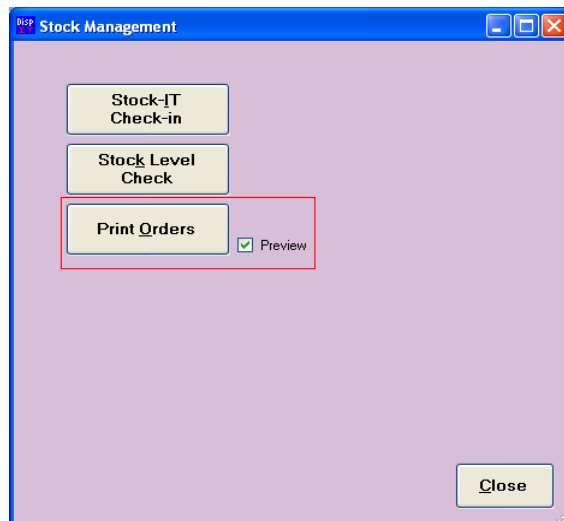 Disp
Stock Management
Stock-IT
Check-in
Stock Level
Check
Print Orders
Preview
Close